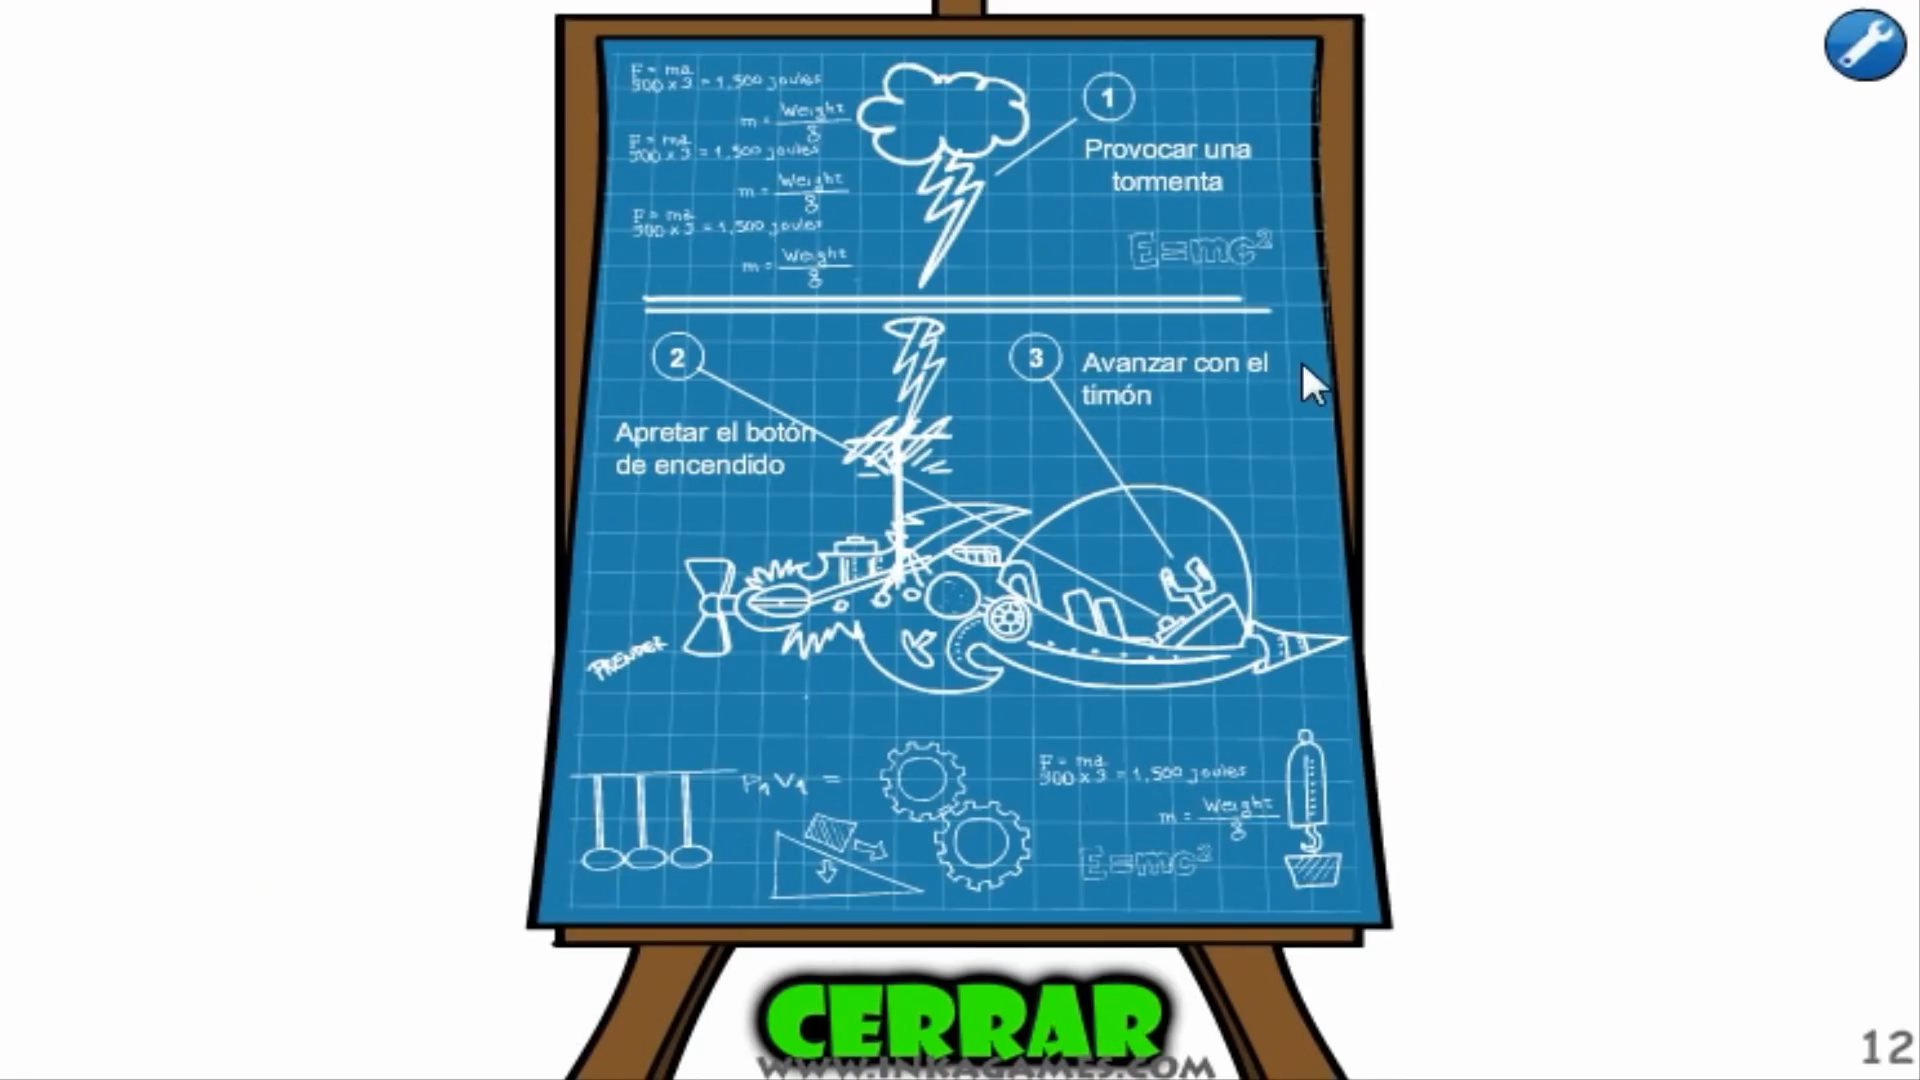 F = ma
300 x 3 = 1,500 joules
m = Weight
g
F = ma
300 x 3 = 1,500 joules
m = Weight
g
F = ma
300 x 3 = 1,500 joules
m = Weight
g
1
Provocar una
tormenta
E=mc²
2
Apretar el botón
de encendido
3
Avanzar con el
timón
PRENDER
P₁V₁ =
F = ma
300 x 3 = 1,500 joules
m = Weight
g
E=mc²
CERRAR
WWW.INKAGAMES.COM
12